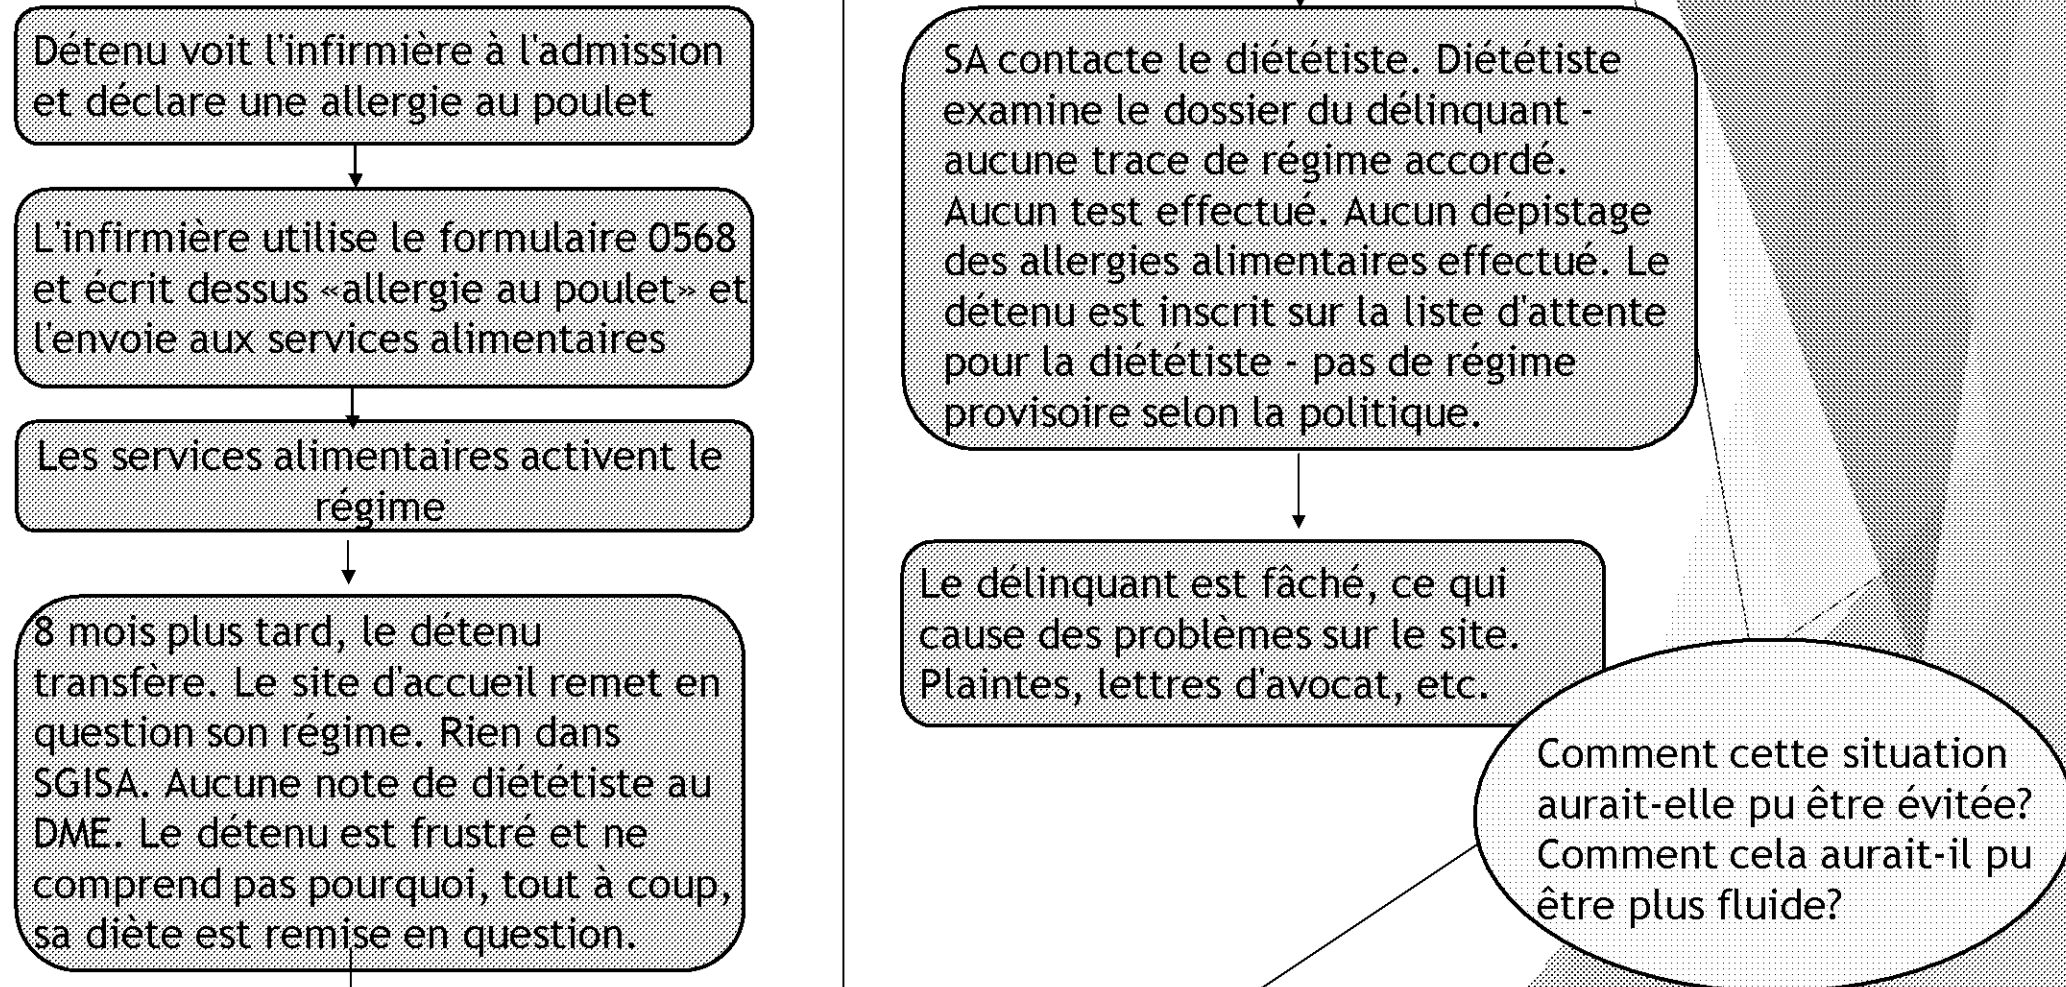 Détenu voit l'infirmière à l'admission
et déclare une allergie au poulet
L'infirmière utilise le formulaire 0568
et écrit dessus «allergie au poulet» et
l'envoie aux services alimentaires
Les services alimentaires activent le
régime
8 mois plus tard, le détenu
transfère. Le site d'accueil remet en
question son régime. Rien dans
SGISA. Aucune note de diététiste au
DME. Le détenu est frustré et ne
comprend pas pourquoi, tout à coup,
sa diète est remise en question.
SA contacte le diététiste. Diététiste
examine le dossier du délinquant -
aucune trace de régime accordé.
Aucun test effectué. Aucun dépistage
des allergies alimentaires effectué. Le
détenu est inscrit sur la liste d'attente
pour la diététiste - pas de régime
provisoire selon la politique.
Le délinquant est fâché, ce qui
cause des problèmes sur le site.
Plaintes, lettres d'avocat, etc.
Comment cette situation
aurait-elle pu être évitée?
Comment cela aurait-il pu
être plus fluide?